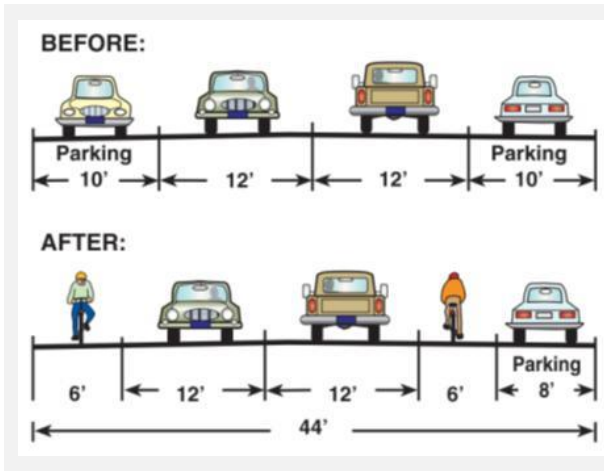 BEFORE:
Parking Parking
10' 12' 12' 10'
AFTER:
Parking
6' 12' 12' 6' 8'
44'